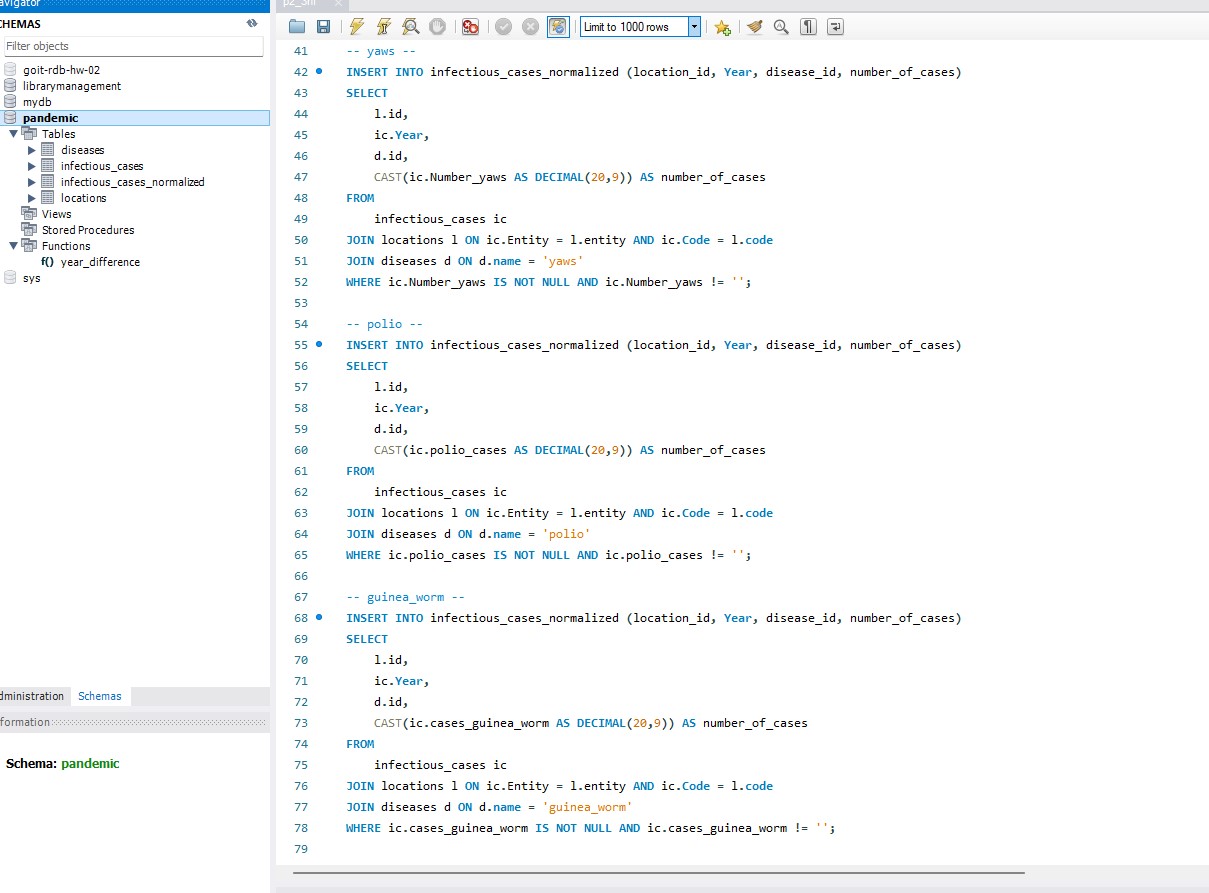 avigator
CHEMAS
Filter objects
goit-rdb-hw-02
librarymanagement
mydb
pandemic
Tables
diseases
infectious_cases
infectious_cases_normalized
locations
Views
Stored Procedures
Functions
f() year_difference
sys
dministration Schemas
formation
Schema: pandemic
p2_3nf
Limit to 1000 rows
41 -- yaws --
42 INSERT INTO infectious_cases_normalized (location_id, Year, disease_id, number_of_cases)
43 SELECT
44 l.id,
45 ic.Year,
46 d.id,
47 CAST(ic.Number_yaws AS DECIMAL(20,9)) AS number_of_cases
48 FROM
49 infectious_cases ic
50 JOIN locations l ON ic.Entity = l.entity AND ic.Code = l.code
51 JOIN diseases d ON d.name = 'yaws'
52 WHERE ic.Number_yaws IS NOT NULL AND ic.Number_yaws != '';
53
54 -- polio --
55 INSERT INTO infectious_cases_normalized (location_id, Year, disease_id, number_of_cases)
56 SELECT
57 l.id,
58 ic.Year,
59 d.id,
60 CAST(ic.polio_cases AS DECIMAL(20,9)) AS number_of_cases
61 FROM
62 infectious_cases ic
63 JOIN locations l ON ic.Entity = l.entity AND ic.Code = l.code
64 JOIN diseases d ON d.name = 'polio'
65 WHERE ic.polio_cases IS NOT NULL AND ic.polio_cases != '';
66
67 -- guinea_worm --
68 INSERT INTO infectious_cases_normalized (location_id, Year, disease_id, number_of_cases)
69 SELECT
70 l.id,
71 ic.Year,
72 d.id,
73 CAST(ic.cases_guinea_worm AS DECIMAL(20,9)) AS number_of_cases
74 FROM
75 infectious_cases ic
76 JOIN locations l ON ic.Entity = l.entity AND ic.Code = l.code
77 JOIN diseases d ON d.name = 'guinea_worm'
78 WHERE ic.cases_guinea_worm IS NOT NULL AND ic.cases_guinea_worm != '';
79